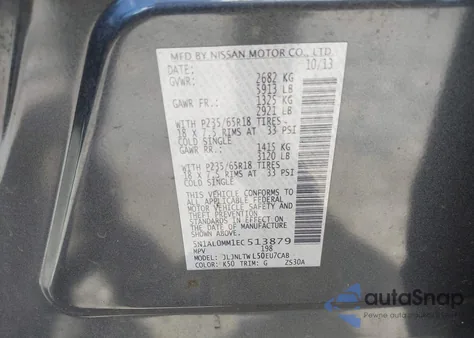 MFD BY NISSAN MOTOR CO., LTD.
DATE: 10/13
GVWR: 2682 KG
5913 LB
GAWR FR.: 1325 KG
2921 LB
WITH P235/65R18 TIRES
18 X 7.5 RIMS AT 33 PSI
COLD SINGLE
GAWR RR.: 1415 KG
3120 LB
WITH P235/65R18 TIRES
18 X 7.5 RIMS AT 33 PSI
COLD SINGLE
THIS VEHICLE CONFORMS TO
ALL APPLICABLE FEDERAL
MOTOR VEHICLE SAFETY AND
THEFT PREVENTION
STANDARDS IN EFFECT ON THE
DATE OF MANUFACTURE
SHOWN ABOVE.
5N1AL0MM1EC513879
MPV 198
MODEL: JLJNLTW L50EU7CAB
COLOR: K50 TRIM: G ZS30A
autoSnap